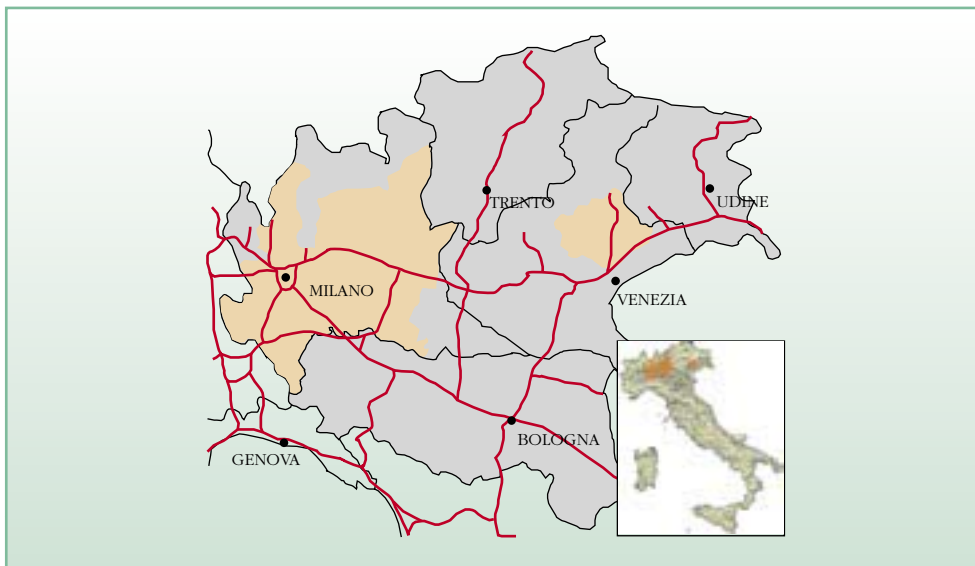 TRENTO
UDINE
MILANO
VENEZIA
BOLOGNA
GENOVA